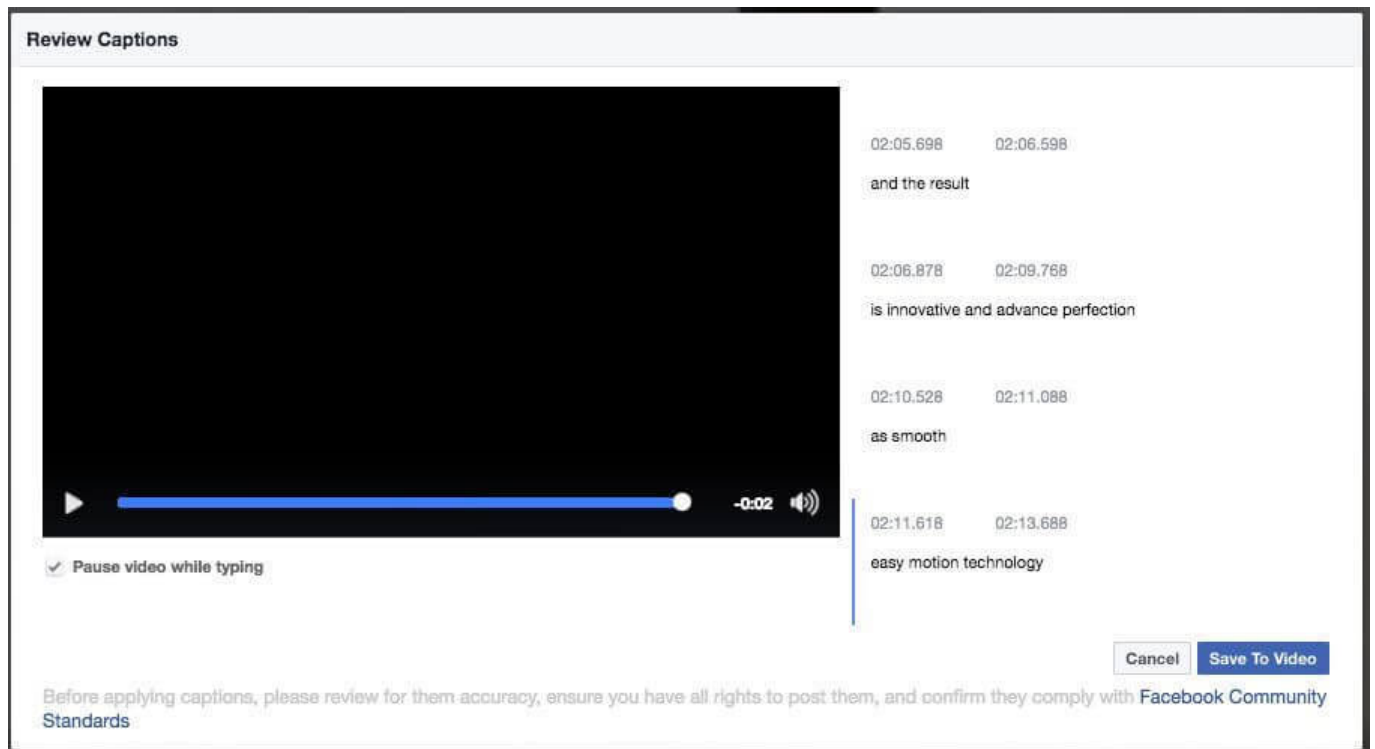 Review Captions
02:05.698 02:06.598
and the result
02:06.878 02:09.768
is innovative and advance perfection
02:10.528 02:11.088
as smooth
-0:02
02:11.618 02:13.688
easy motion technology
Pause video while typing
Cancel Save To Video
Before applying captions, please review for them accuracy, ensure you have all rights to post them, and confirm they comply with Facebook Community
Standards